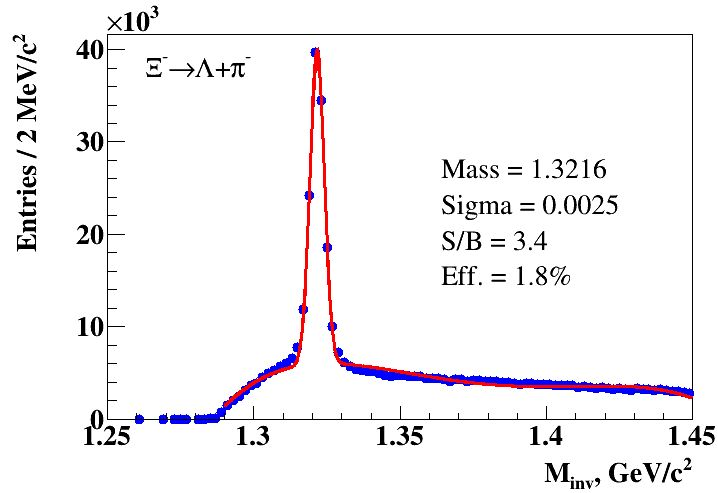 ×10³
Entries / 2 MeV/c²
40
30
20
10
0
Ξ⁻→Λ+π⁻
Mass = 1.3216
Sigma = 0.0025
S/B = 3.4
Eff. = 1.8%
1.25 1.3 1.35 1.4 1.45
M_inv, GeV/c²